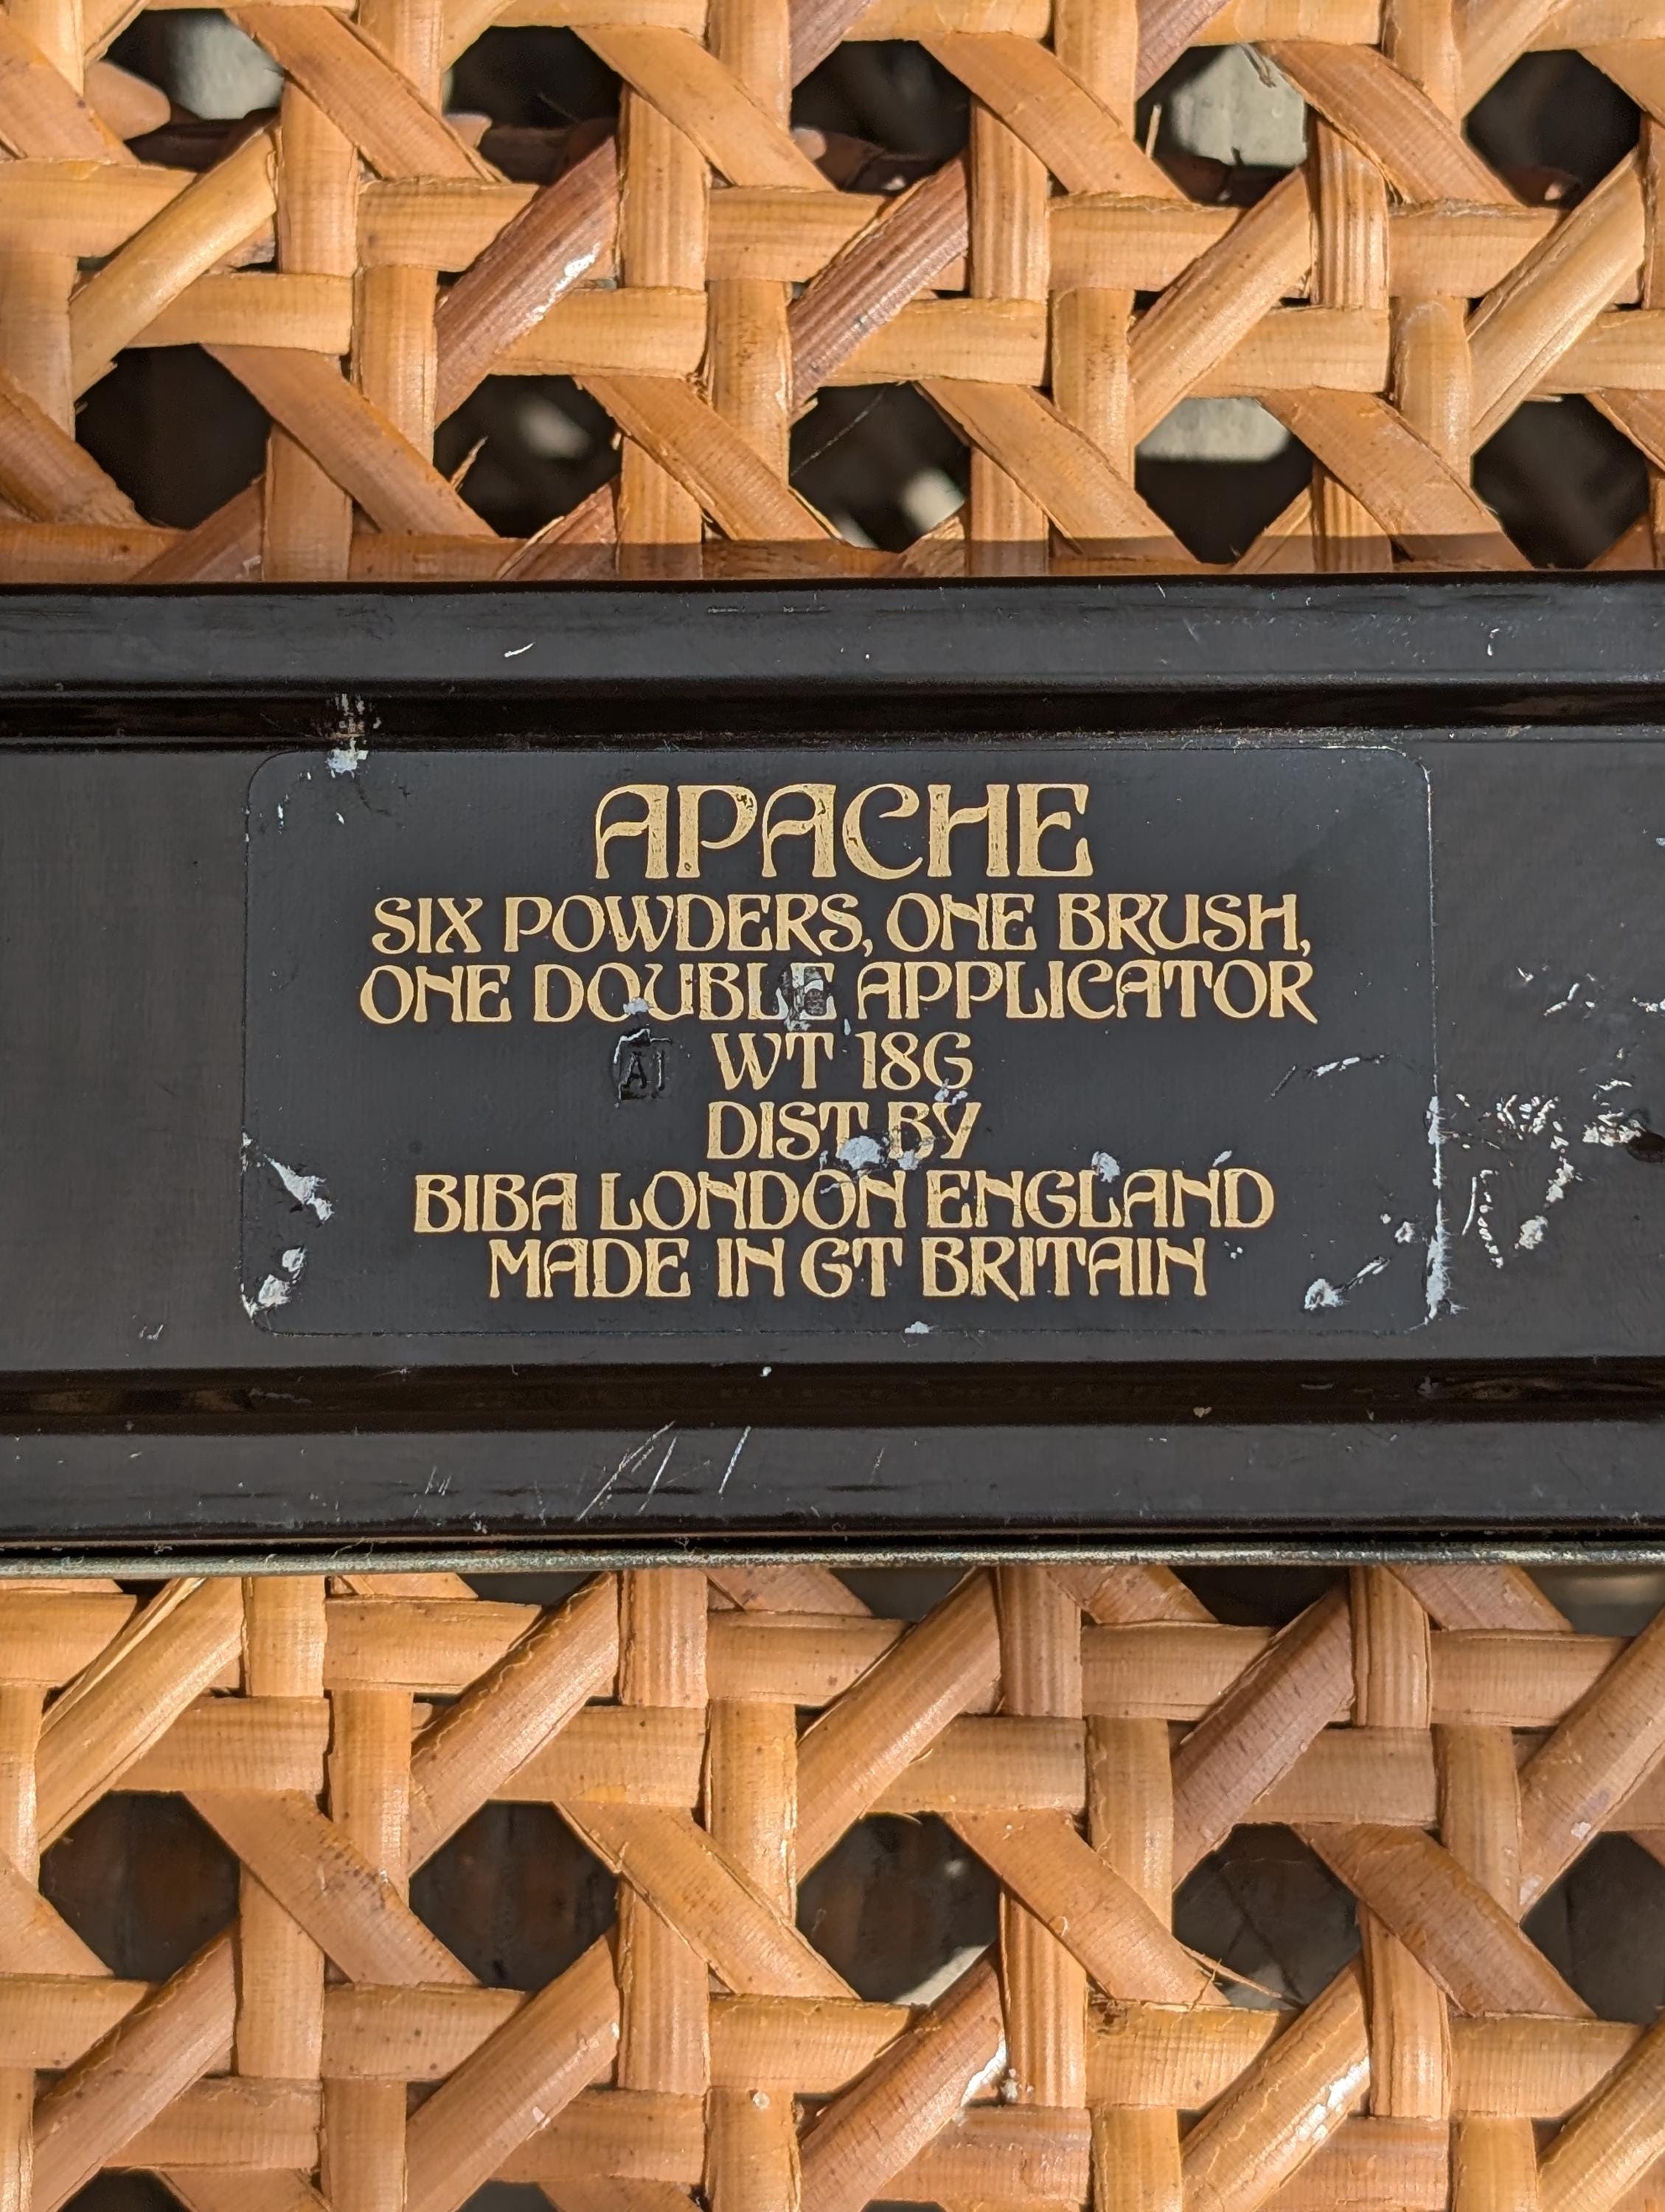 APACHE
SIX POWDERS, ONE BRUSH,
ONE DOUBLE APPLICATOR
WT 18G
DIST BY
BIBA LONDON ENGLAND
MADE IN GT BRITAIN